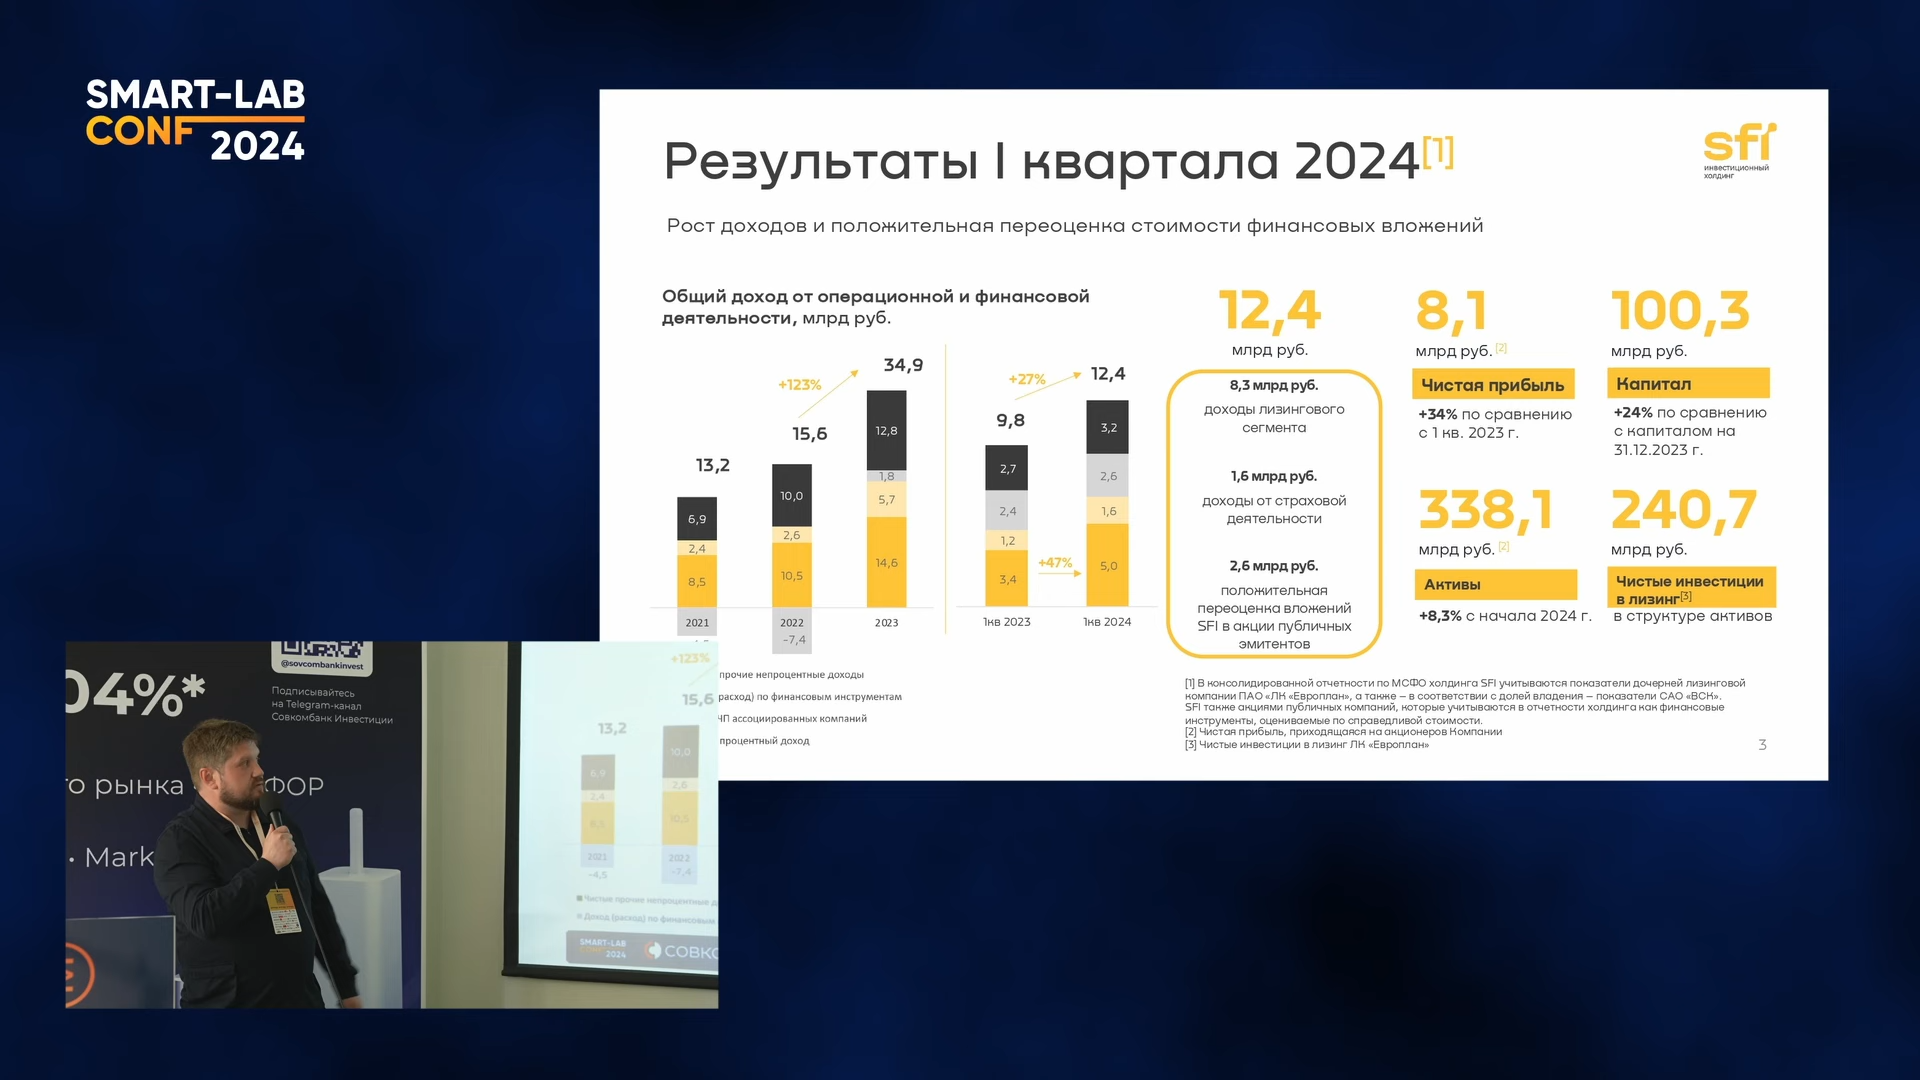 SMART-LAB
CONF 2024
Результаты I квартала 2024[1]
sfi
инвестиционный
холдинг
Рост доходов и положительная переоценка стоимости финансовых вложений
Общий доход от операционной и финансовой
деятельности, млрд руб.
34,9
+123%
15,6
13,2
12,8
1,8
5,7
14,6
10,0
2,6
10,5
6,9
2,4
8,5
2021
2022
2023
-7,4
+27%
12,4
9,8
3,2
2,6
1,6
5,0
2,7
2,4
1,2
3,4
+47%
1кв 2023
1кв 2024
прочие непроцентные доходы
расход) по финансовым инструментам
ЧП ассоциированных компаний
процентный доход
12,4
млрд руб.
8,3 млрд руб.
доходы лизингового
сегмента
1,6 млрд руб.
доходы от страховой
деятельности
2,6 млрд руб.
положительная
переоценка вложений
SFI в акции публичных
эмитентов
8,1
млрд руб. [2]
Чистая прибыль
+34% по сравнению
с 1 кв. 2023 г.
100,3
млрд руб.
Капитал
+24% по сравнению
с капиталом на
31.12.2023 г.
338,1
млрд руб. [2]
Активы
+8,3% с начала 2024 г.
240,7
млрд руб.
Чистые инвестиции
в лизинг[3]
в структуре активов
[1] В консолидированной отчетности по МСФО холдинга SFI учитываются показатели дочерней лизинговой
компании ПАО «ЛК «Европлан», а также – в соответствии с долей владения – показатели САО «ВСК».
SFI также акциями публичных компаний, которые учитываются в отчетности холдинга как финансовые
инструменты, оцениваемые по справедливой стоимости.
[2] Чистая прибыль, приходящаяся на акционеров Компании
[3] Чистые инвестиции в лизинг ЛК «Европлан»
3
04%*
@sovcombankinvest
Подписывайтесь
на Telegram-канал
Совкомбанк Инвестиции
го рынка
ФОР
• Mark
+123%
15,6
13,2
10,0
2,6
10,5
6,9
2,4
8,5
2021
2022
-4,5
-7,4
Чистые прочие непроцентные д
Доход (расход) по финансовым
SMART-LAB
CONF 2024
СОВКО